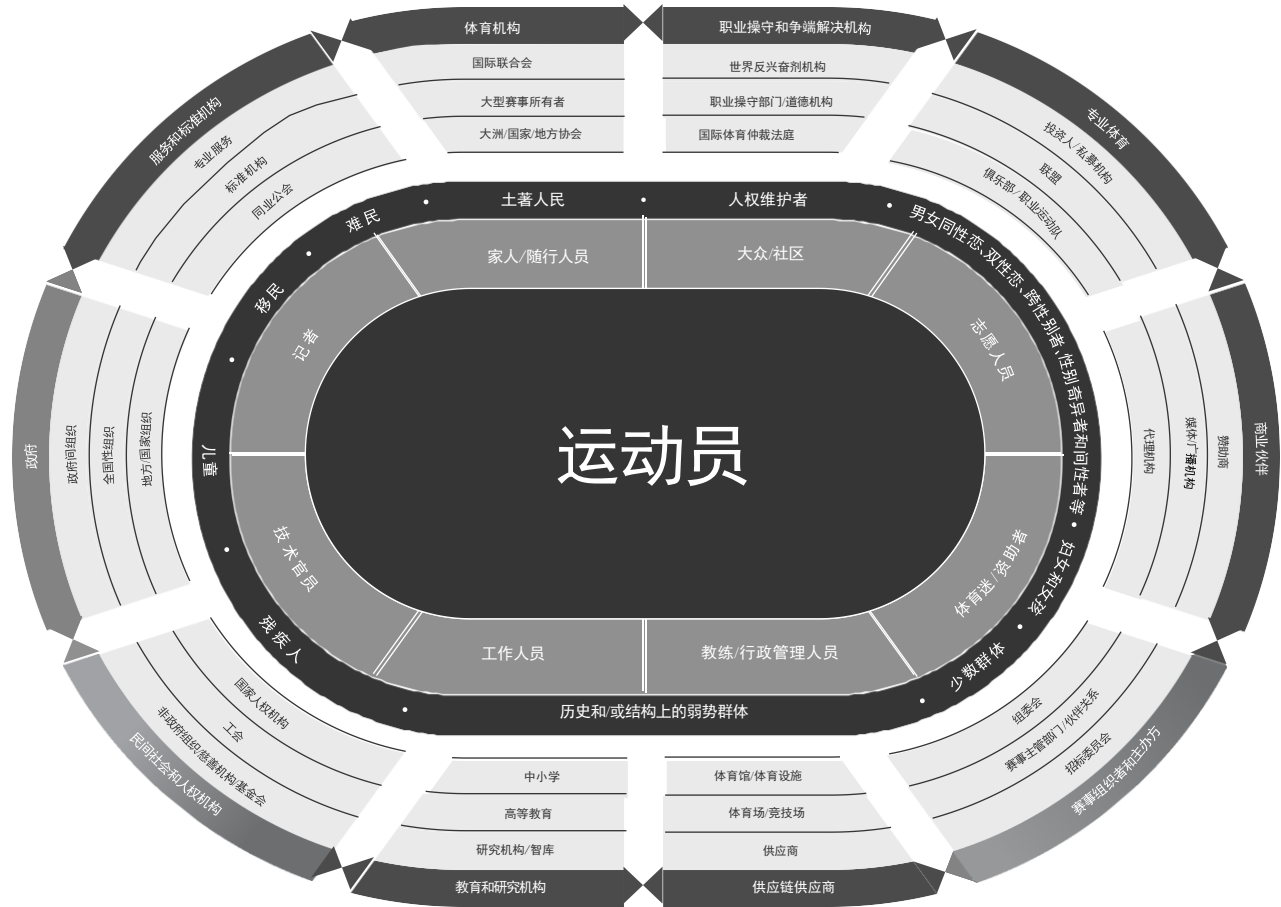 体育机构
国际联合会
大型赛事所有者
大洲/国家/地方协会
职业操守和争端解决机构
世界反兴奋剂机构
职业操守部门/道德机构
国际体育仲裁法庭
专业体育
投资人/私募机构
联盟
俱乐部/职业运动队
商业伙伴
赞助商
媒体/广播机构
代理机构
赛事组织者和主办方
招标委员会
赛事主管部门/伙伴关系
组委会
体育馆/体育设施
体育场/竞技场
供应商
供应链供应商
中小学
高等教育
研究机构/智库
教育和研究机构
国家人权机构
工会
非政府组织/慈善机构/基金会
民间社会和人权机构
政府
政府间组织
全国性组织
地方/国家组织
服务和标准机构
专业服务
标准机构
同业公会
土著人民
人权维护者
男女同性恋、双性恋、跨性别者、性别奇异者和间性者等
妇女和女孩
少数群体
历史和/或结构上的弱势群体
残疾人
儿童
移民
难民
家人/随行人员
大众/社区
志愿人员
体育迷/资助者
教练/行政管理人员
工作人员
技术官员
记者
运动员